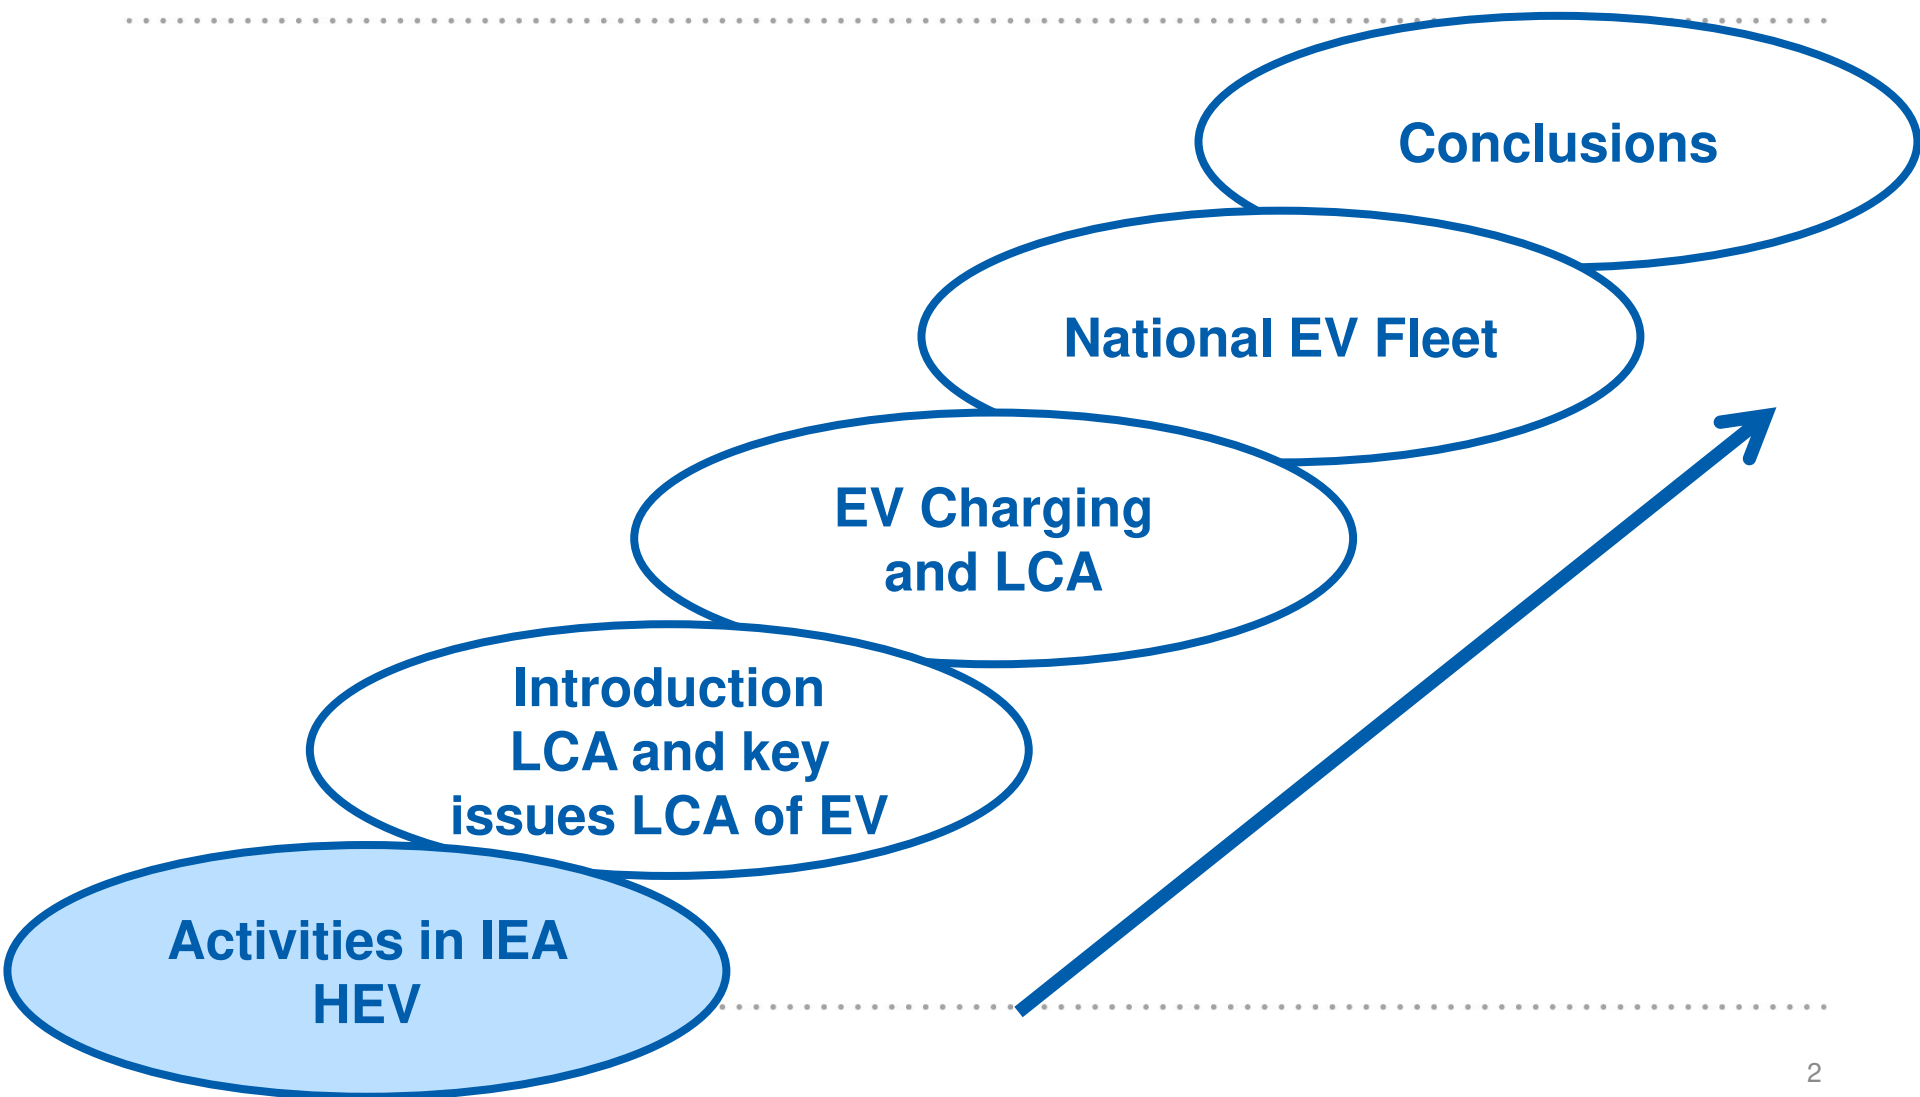 Conclusions
National EV Fleet
EV Charging
and LCA
Introduction
LCA and key
issues LCA of EV
Activities in IEA
HEV
2